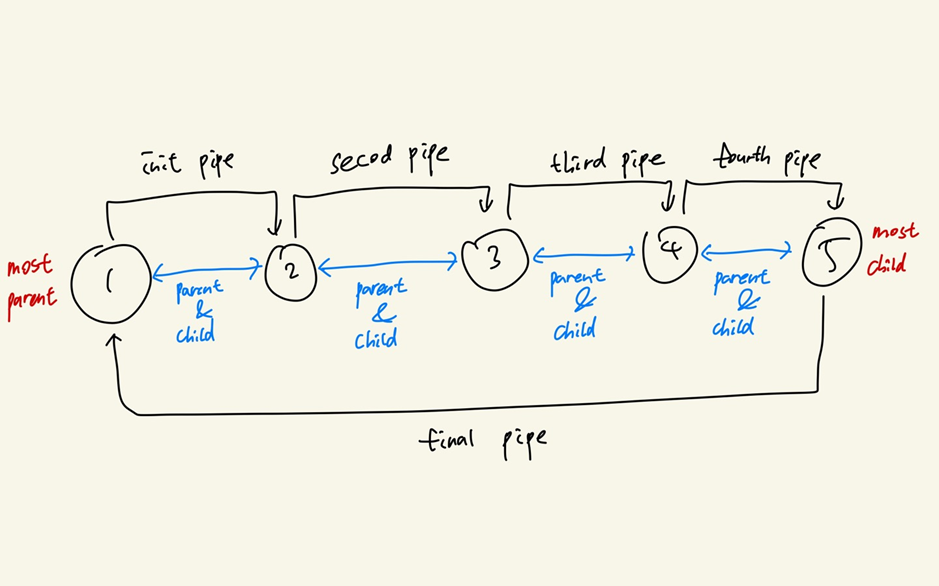 init pipe
secod pipe
third pipe
fourth pipe
most
parent
1
2
3
4
5
most
child
parent
&
child
parent
&
child
parent
&
child
parent
&
child
final pipe